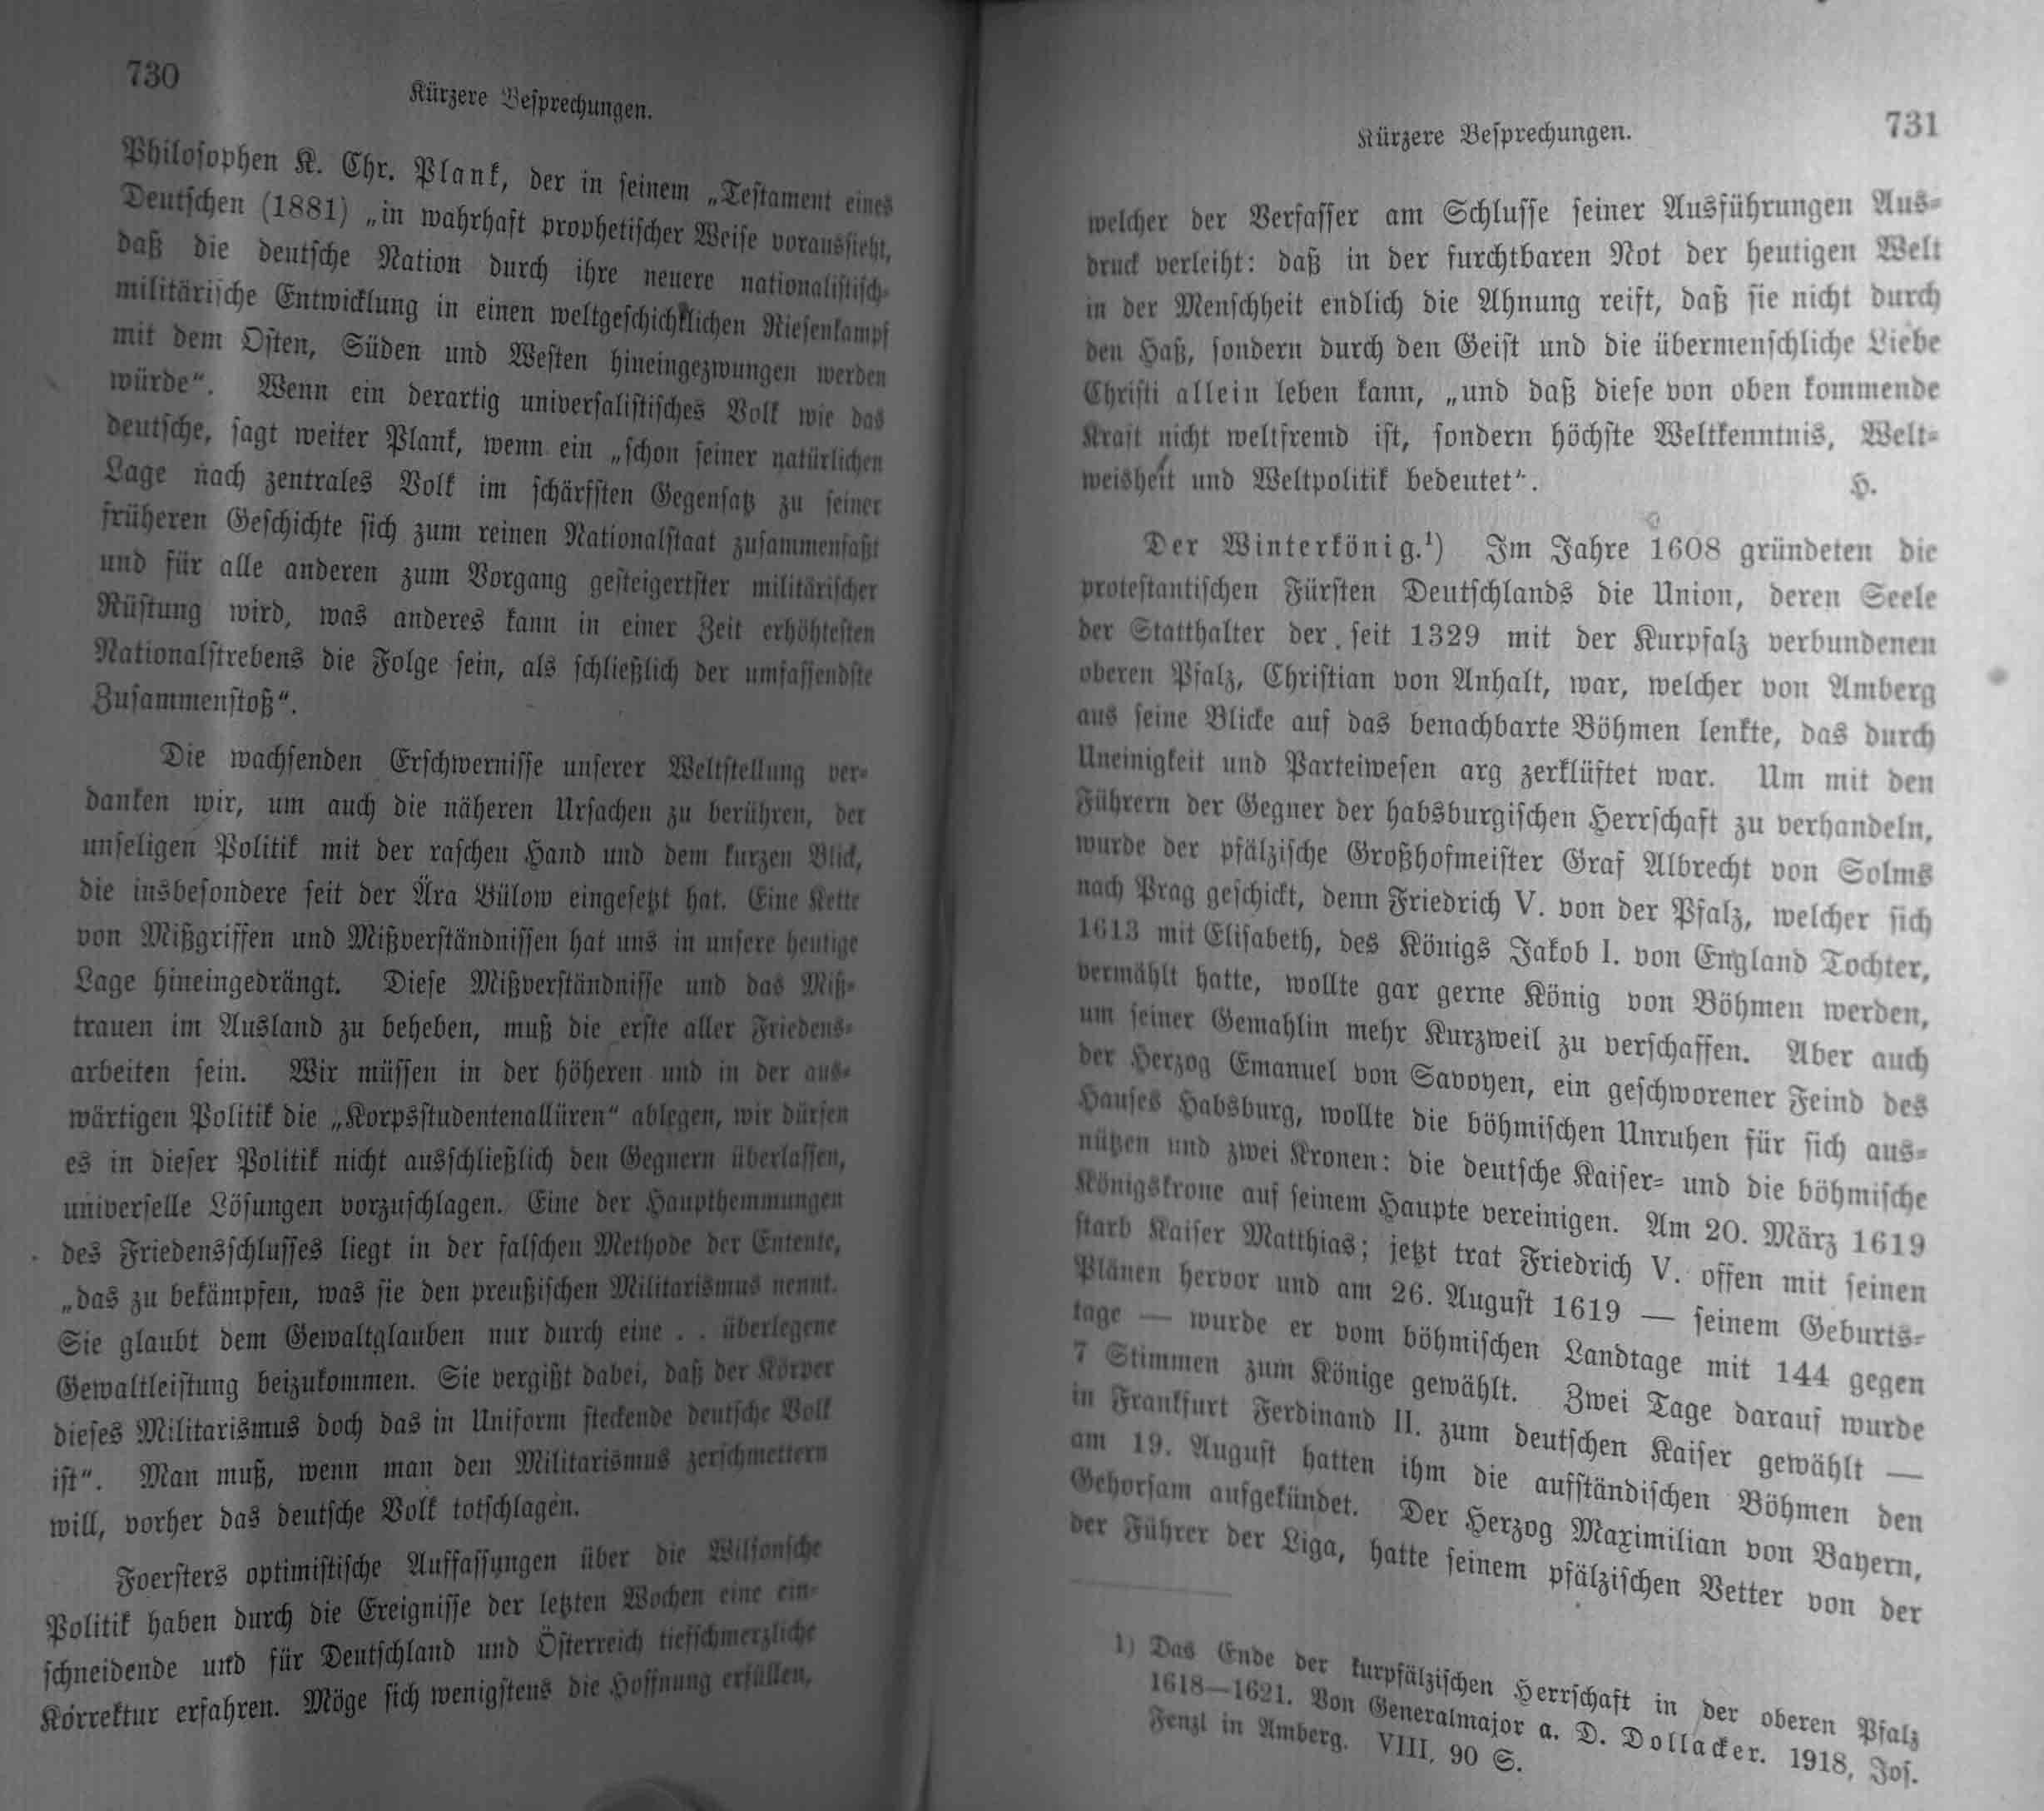 730
Kürzere Besprechungen.
Philosophen K. Chr. Plank, der in seinem „Testament eines
Deutschen (1881) „in wahrhaft prophetischer Weise voraussieht,
daß die deutsche Nation durch ihre neuere nationalistisch-
militärische Entwicklung in einen weltgeschichtlichen Riesenkampf
mit dem Osten, Süden und Westen hineingezwungen werden
würde“. Wenn ein derartig universalistisches Volk wie das
deutsche, sagt weiter Plank, wenn ein „schon seiner natürlichen
Lage nach zentrales Volk im schärfsten Gegensatz zu seiner
früheren Geschichte sich zum reinen Nationalstaat zusammenfaßt
und für alle anderen zum Vorgang gesteigertster militärischer
Rüstung wird, was anderes kann in einer Zeit erhöhtesten
Nationalstrebens die Folge sein, als schließlich der umfassendste
Zusammenstoß“.
Die wachsenden Erschwernisse unserer Weltstellung ver-
danken wir, um auch die näheren Ursachen zu berühren, der
unseligen Politik mit der raschen Hand und dem kurzen Blick,
die insbesondere seit der Ära Bülow eingesetzt hat. Eine Kette
von Mißgriffen und Mißverständnissen hat uns in unsere heutige
Lage hineingedrängt. Diese Mißverständnisse und das Miß-
trauen im Ausland zu beheben, muß die erste aller Friedens-
arbeiten sein. Wir müssen in der höheren und in der aus-
wärtigen Politik die „Korpsstudentenallüren“ ablegen, wir dürfen
es in dieser Politik nicht ausschließlich den Gegnern überlassen,
universelle Lösungen vorzuschlagen. Eine der Haupthemmungen
des Friedensschlusses liegt in der falschen Methode der Entente,
„das zu bekämpfen, was sie den preußischen Militarismus nennt.
Sie glaubt dem Gewaltglauben nur durch eine . . überlegene
Gewaltleistung beizukommen. Sie vergißt dabei, daß der Körper
dieses Militarismus doch das in Uniform steckende deutsche Volk
ist“. Man muß, wenn man den Militarismus zerschmettern
will, vorher das deutsche Volk totschlagen.
Foersters optimistische Auffassungen über die Wilsonsche
Politik haben durch die Ereignisse der letzten Wochen eine ein-
schneidende und für Deutschland und Österreich tiefschmerzliche
Korrektur erfahren. Möge sich wenigstens die Hoffnung erfüllen,
Kürzere Besprechungen.
731
welcher der Verfasser am Schlusse seiner Ausführungen Aus-
druck verleiht: daß in der furchtbaren Not der heutigen Welt
in der Menschheit endlich die Ahnung reift, daß sie nicht durch
den Haß, sondern durch den Geist und die übermenschliche Liebe
Christi allein leben kann, „und daß diese von oben kommende
Kraft nicht weltfremd ist, sondern höchste Weltkenntnis, Welt-
weisheit und Weltpolitik bedeutet“.
H.
Der Winterkönig.¹) Im Jahre 1608 gründeten die
protestantischen Fürsten Deutschlands die Union, deren Seele
der Statthalter der seit 1329 mit der Kurpfalz verbundenen
oberen Pfalz, Christian von Anhalt, war, welcher von Amberg
aus seine Blicke auf das benachbarte Böhmen lenkte, das durch
Uneinigkeit und Parteiwesen arg zerklüftet war. Um mit den
Führern der Gegner der habsburgischen Herrschaft zu verhandeln,
wurde der pfälzische Großhofmeister Graf Albrecht von Solms
nach Prag geschickt, denn Friedrich V. von der Pfalz, welcher sich
1613 mit Elisabeth, des Königs Jakob I. von England Tochter,
vermählt hatte, wollte gar gerne König von Böhmen werden,
um seiner Gemahlin mehr Kurzweil zu verschaffen. Aber auch
der Herzog Emanuel von Savoyen, ein geschworener Feind des
Hauses Habsburg, wollte die böhmischen Unruhen für sich aus-
nützen und zwei Kronen: die deutsche Kaiser- und die böhmische
Königskrone auf seinem Haupte vereinigen. Am 20. März 1619
starb Kaiser Matthias; jetzt trat Friedrich V. offen mit seinen
Plänen hervor und am 26. August 1619 — seinem Geburts-
tage — wurde er vom böhmischen Landtage mit 144 gegen
7 Stimmen zum Könige gewählt. Zwei Tage darauf wurde
in Frankfurt Ferdinand II. zum deutschen Kaiser gewählt —
am 19. August hatten ihm die aufständischen Böhmen den
Gehorsam aufgekündet. Der Herzog Maximilian von Bayern,
der Führer der Liga, hatte seinem pfälzischen Vetter von der
1) Das Ende der kurpfälzischen Herrschaft in der oberen Pfalz
1618—1621. Von Generalmajor a. D. Dollacker. 1918, Jos.
Fenzl in Amberg. VIII, 90 S.